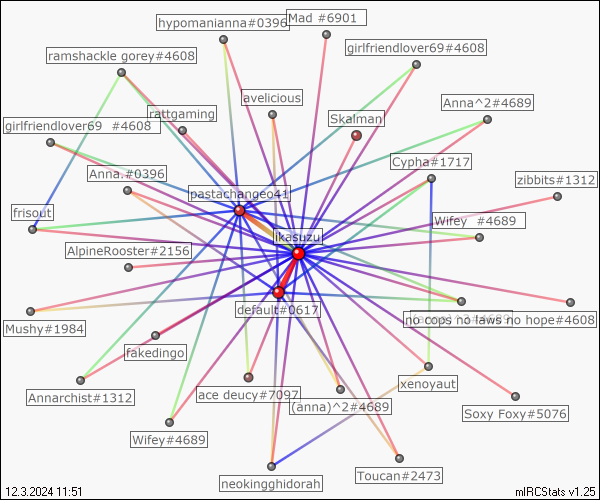 hypomanianna#0396
Mad #6901
ramshackle gorey#4608
girlfriendlover69#4608
avelicious
Anna^2#4689
rattgaming
Skalman
girlfriendlover69 #4608
Cypha#1717
Anna.#0396
zibbits#1312
pastachangeo41
frisout
Wifey #4689
ikasuzu
AlpineRooster#2156
default#0617
Mushy#1984
no cops no laws no hope#4608
fakedingo
xenoyaut
Annarchist#1312
ace deucy#7097
(anna)^2#4689
Soxy Foxy#5076
Wifey#4689
Toucan#2473
neokingghidorah
12.3.2024 11:51
mIRCStats v1.25